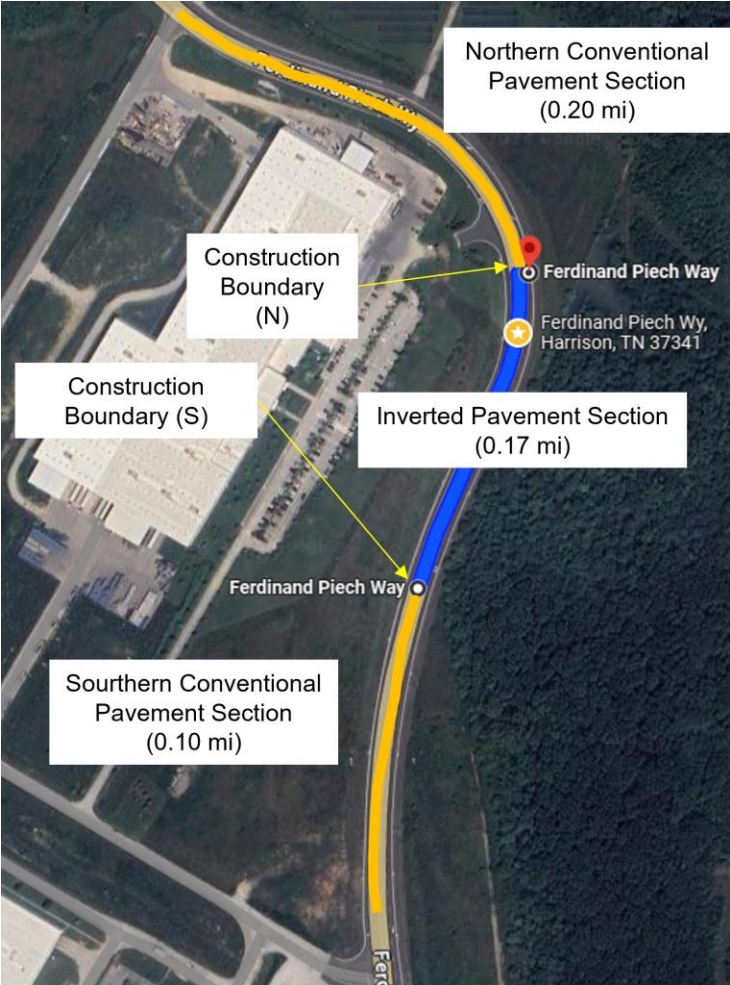 Northern Conventional
Pavement Section
(0.20 mi)
Construction
Boundary
(N)
Ferdinand Piech Way
Ferdinand Piech Wy,
Harrison, TN 37341
Construction
Boundary (S)
Inverted Pavement Section
(0.17 mi)
Ferdinand Piech Way
Sourthern Conventional
Pavement Section
(0.10 mi)
Ferd